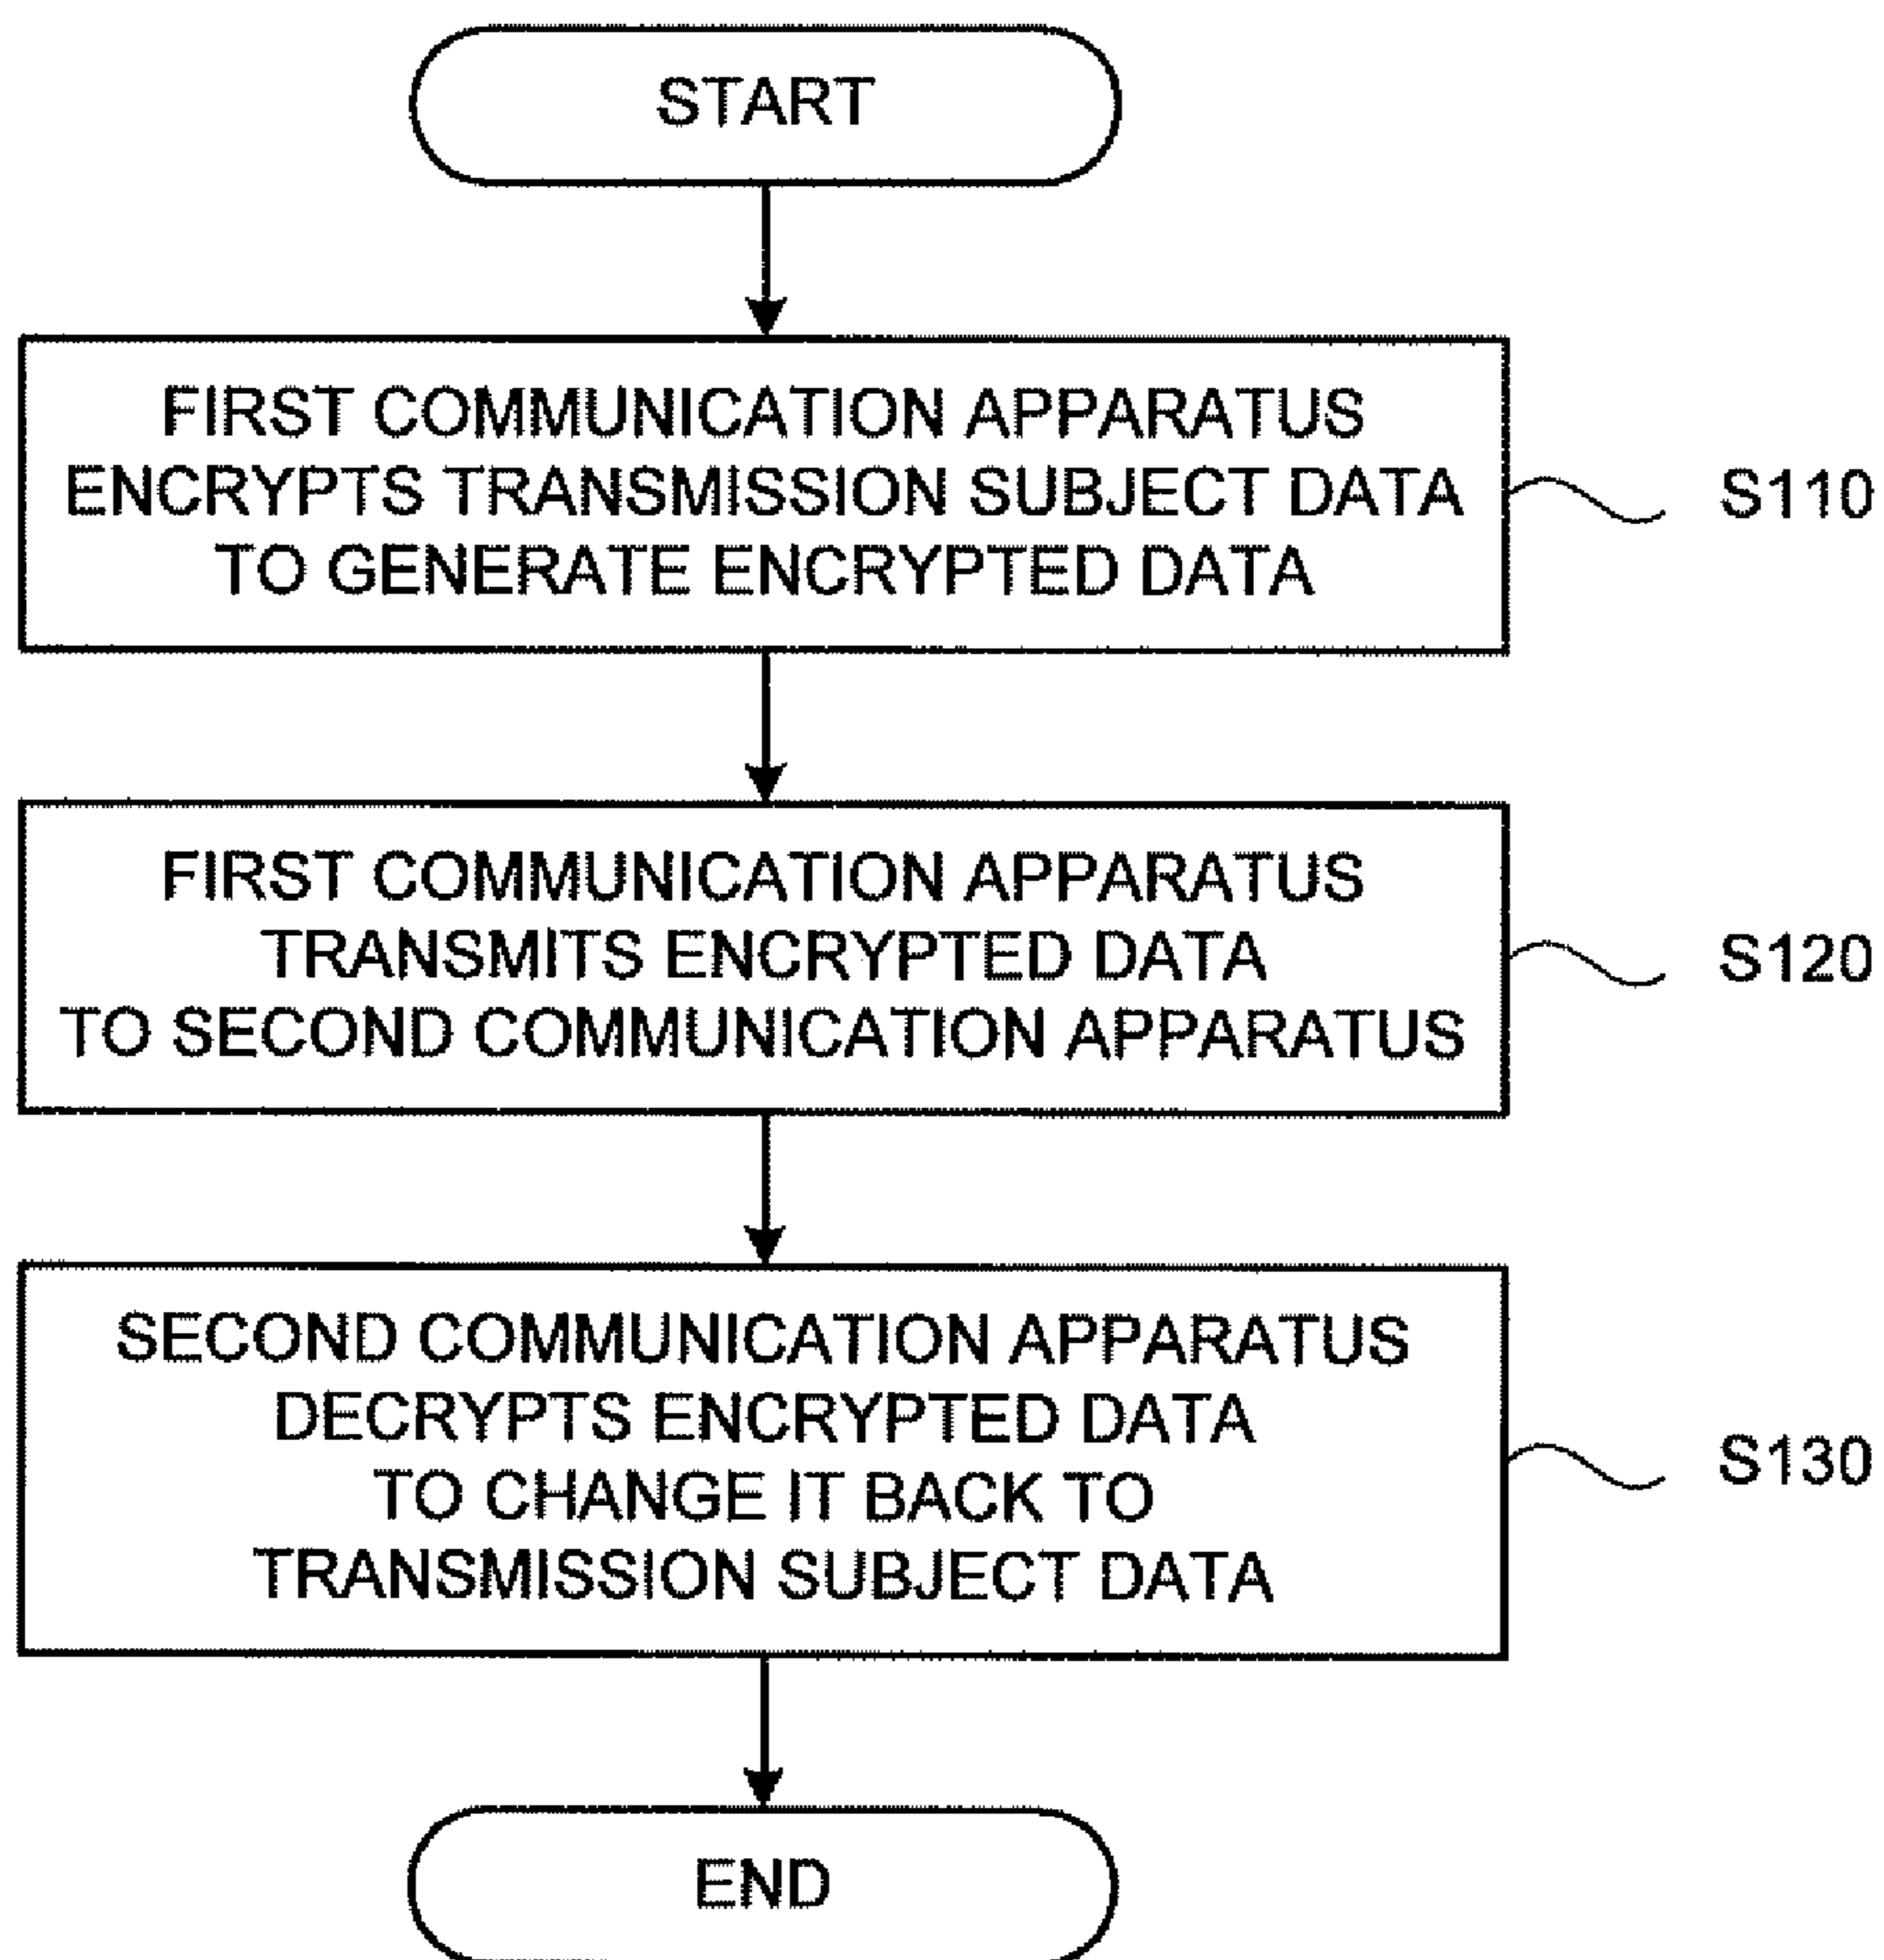 START
FIRST COMMUNICATION APPARATUS
ENCRYPTS TRANSMISSION SUBJECT DATA
TO GENERATE ENCRYPTED DATA
S110
FIRST COMMUNICATION APPARATUS
TRANSMITS ENCRYPTED DATA
TO SECOND COMMUNICATION APPARATUS
S120
SECOND COMMUNICATION APPARATUS
DECRYPTS ENCRYPTED DATA
TO CHANGE IT BACK TO
TRANSMISSION SUBJECT DATA
S130
END